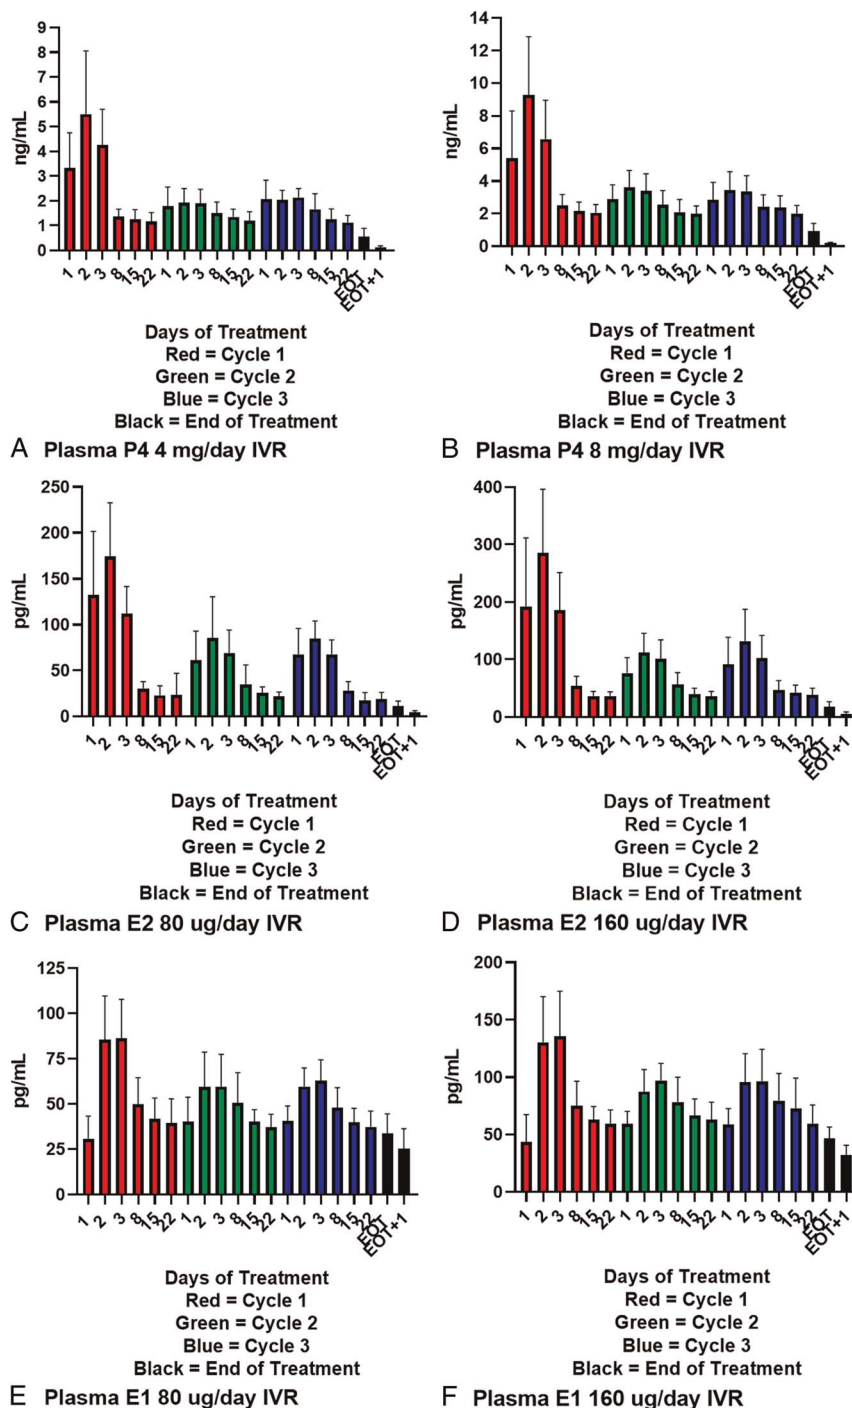 9
8
7
6
5
4
3
2
1
0
ng/mL
1 2 3 8 15 22 1 2 3 8 15 22 1 2 3 8 15 22 EOT EOT+1
Days of Treatment
Red = Cycle 1
Green = Cycle 2
Blue = Cycle 3
Black = End of Treatment
A Plasma P4 4 mg/day IVR
14
12
10
8
6
4
2
0
ng/mL
1 2 3 8 15 22 1 2 3 8 15 22 1 2 3 8 15 22 EOT EOT+1
Days of Treatment
Red = Cycle 1
Green = Cycle 2
Blue = Cycle 3
Black = End of Treatment
B Plasma P4 8 mg/day IVR
250
200
150
100
50
0
pg/mL
1 2 3 8 15 22 1 2 3 8 15 22 1 2 3 8 15 22 EOT EOT+1
Days of Treatment
Red = Cycle 1
Green = Cycle 2
Blue = Cycle 3
Black = End of Treatment
C Plasma E2 80 ug/day IVR
400
300
200
100
0
pg/mL
1 2 3 8 15 22 1 2 3 8 15 22 1 2 3 8 15 22 EOT EOT+1
Days of Treatment
Red = Cycle 1
Green = Cycle 2
Blue = Cycle 3
Black = End of Treatment
D Plasma E2 160 ug/day IVR
125
100
75
50
25
0
pg/mL
1 2 3 8 15 22 1 2 3 8 15 22 1 2 3 8 15 22 EOT EOT+1
Days of Treatment
Red = Cycle 1
Green = Cycle 2
Blue = Cycle 3
Black = End of Treatment
E Plasma E1 80 ug/day IVR
200
150
100
50
0
pg/mL
1 2 3 8 15 22 1 2 3 8 15 22 1 2 3 8 15 22 EOT EOT+1
Days of Treatment
Red = Cycle 1
Green = Cycle 2
Blue = Cycle 3
Black = End of Treatment
F Plasma E1 160 ug/day IVR